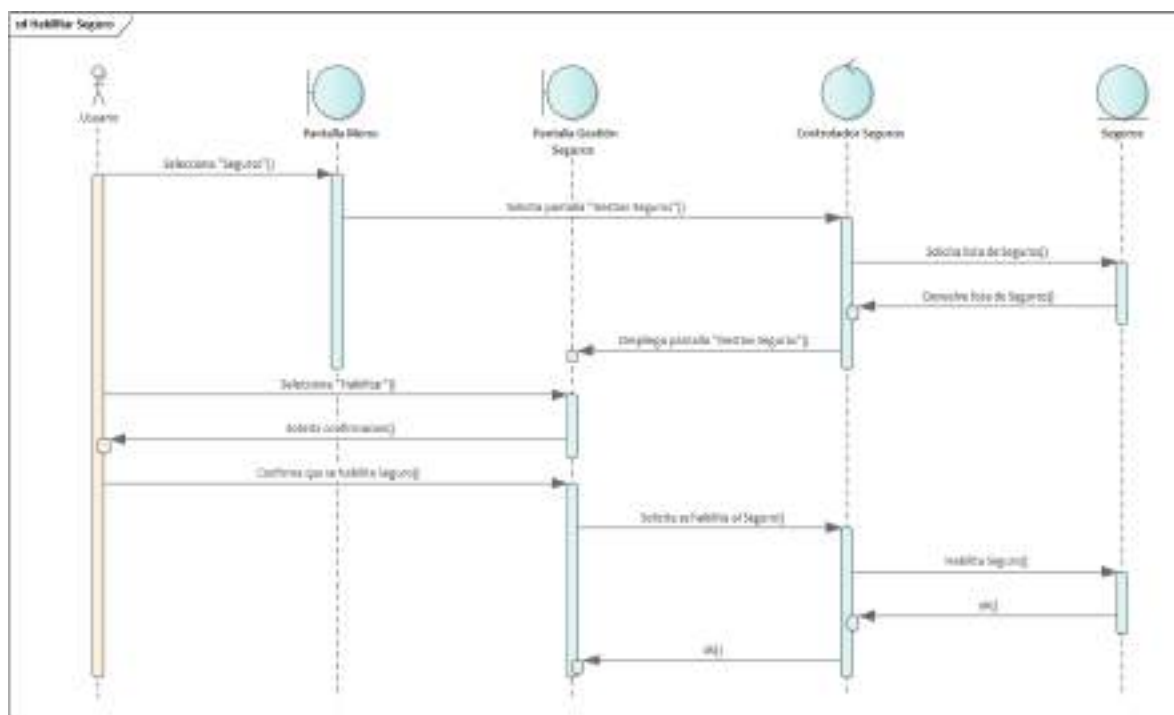 sd Habilitar Seguro
Usuario
Pantalla Menu
Pantalla Gestión
Seguros
Controlador Seguros
Seguros
Selecciona "Seguros"()
Solicita pantalla "Gestion Seguros"()
Solicita lista de Seguros()
Devuelve lista de Seguros()
Despliega pantalla "Gestion Seguros"()
Selecciona "Habilitar"()
Solicita confirmacion()
Confirma que se habilite Seguro()
Solicita se habilite el Seguro()
Habilita Seguro()
ok()
ok()